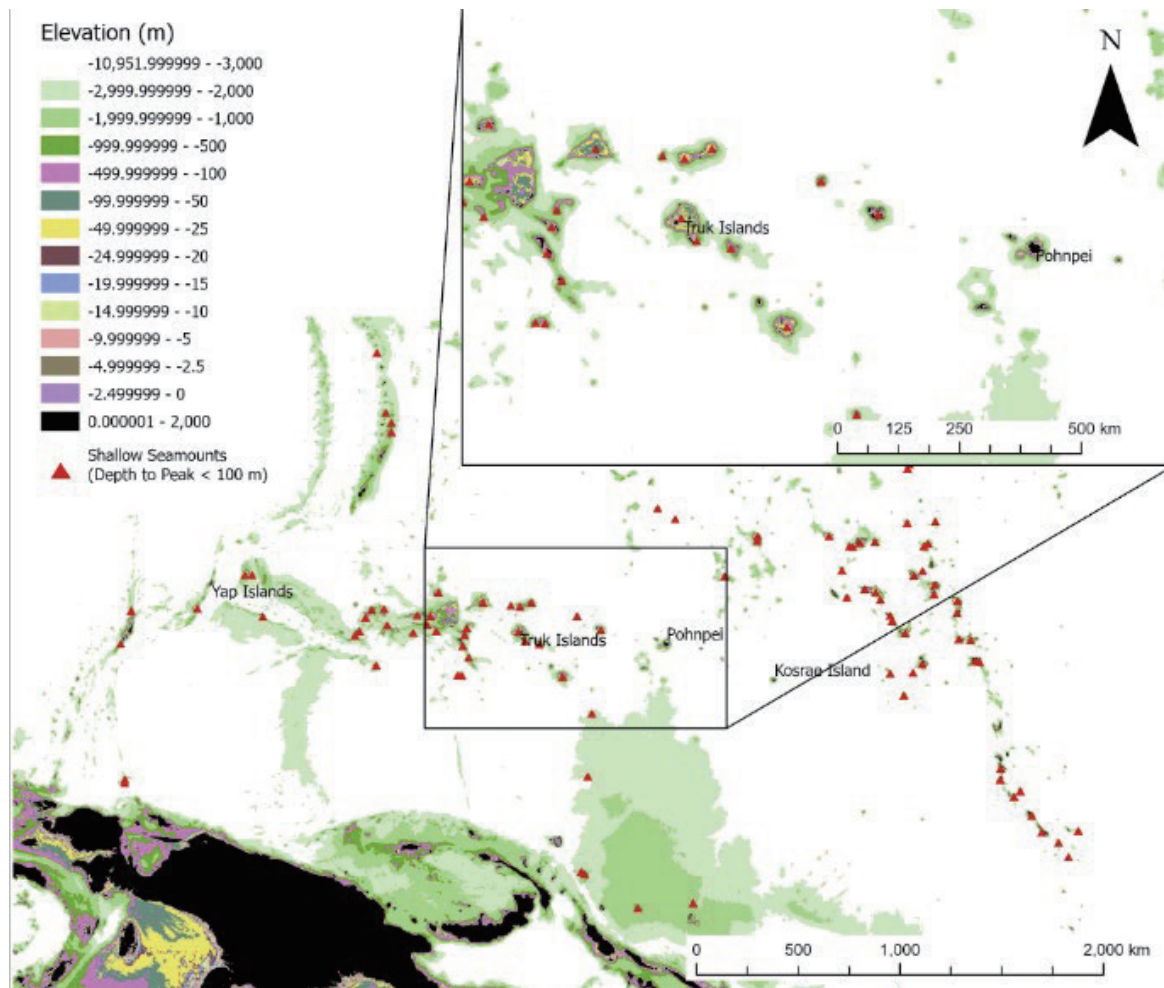 Elevation (m)
-10,951.999999 - -3,000
-2,999.999999 - -2,000
-1,999.999999 - -1,000
-999.999999 - -500
-499.999999 - -100
-99.999999 - -50
-49.999999 - -25
-24.999999 - -20
-19.999999 - -15
-14.999999 - -10
-9.999999 - -5
-4.999999 - -2.5
-2.499999 - 0
0.000001 - 2,000
Shallow Seamounts
(Depth to Peak < 100 m)
N
Truk Islands
Pohnpei
0 125 250 500 km
Yap Islands
Truk Islands
Pohnpei
Kosrae Island
0 500 1,000 2,000 km